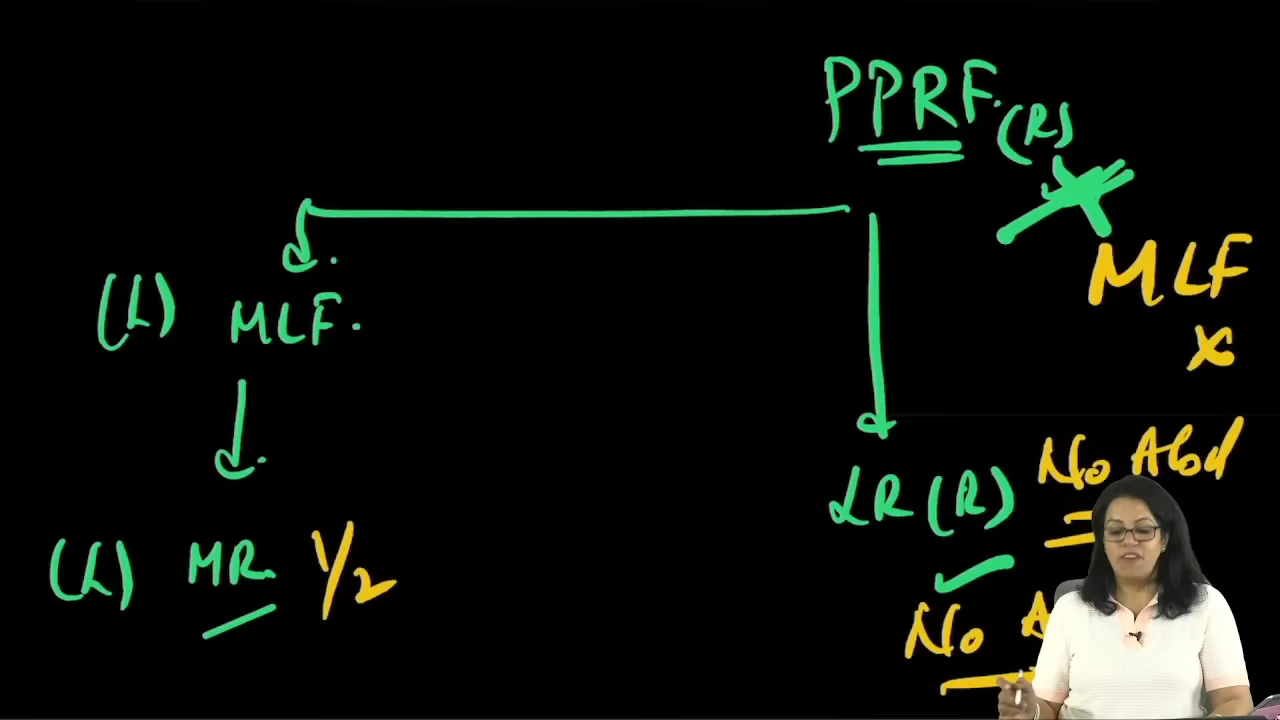 PPRF. (R)
MLF
X
(L) MLF.
LR (R) No Abd
(L) MR. 1/2
No